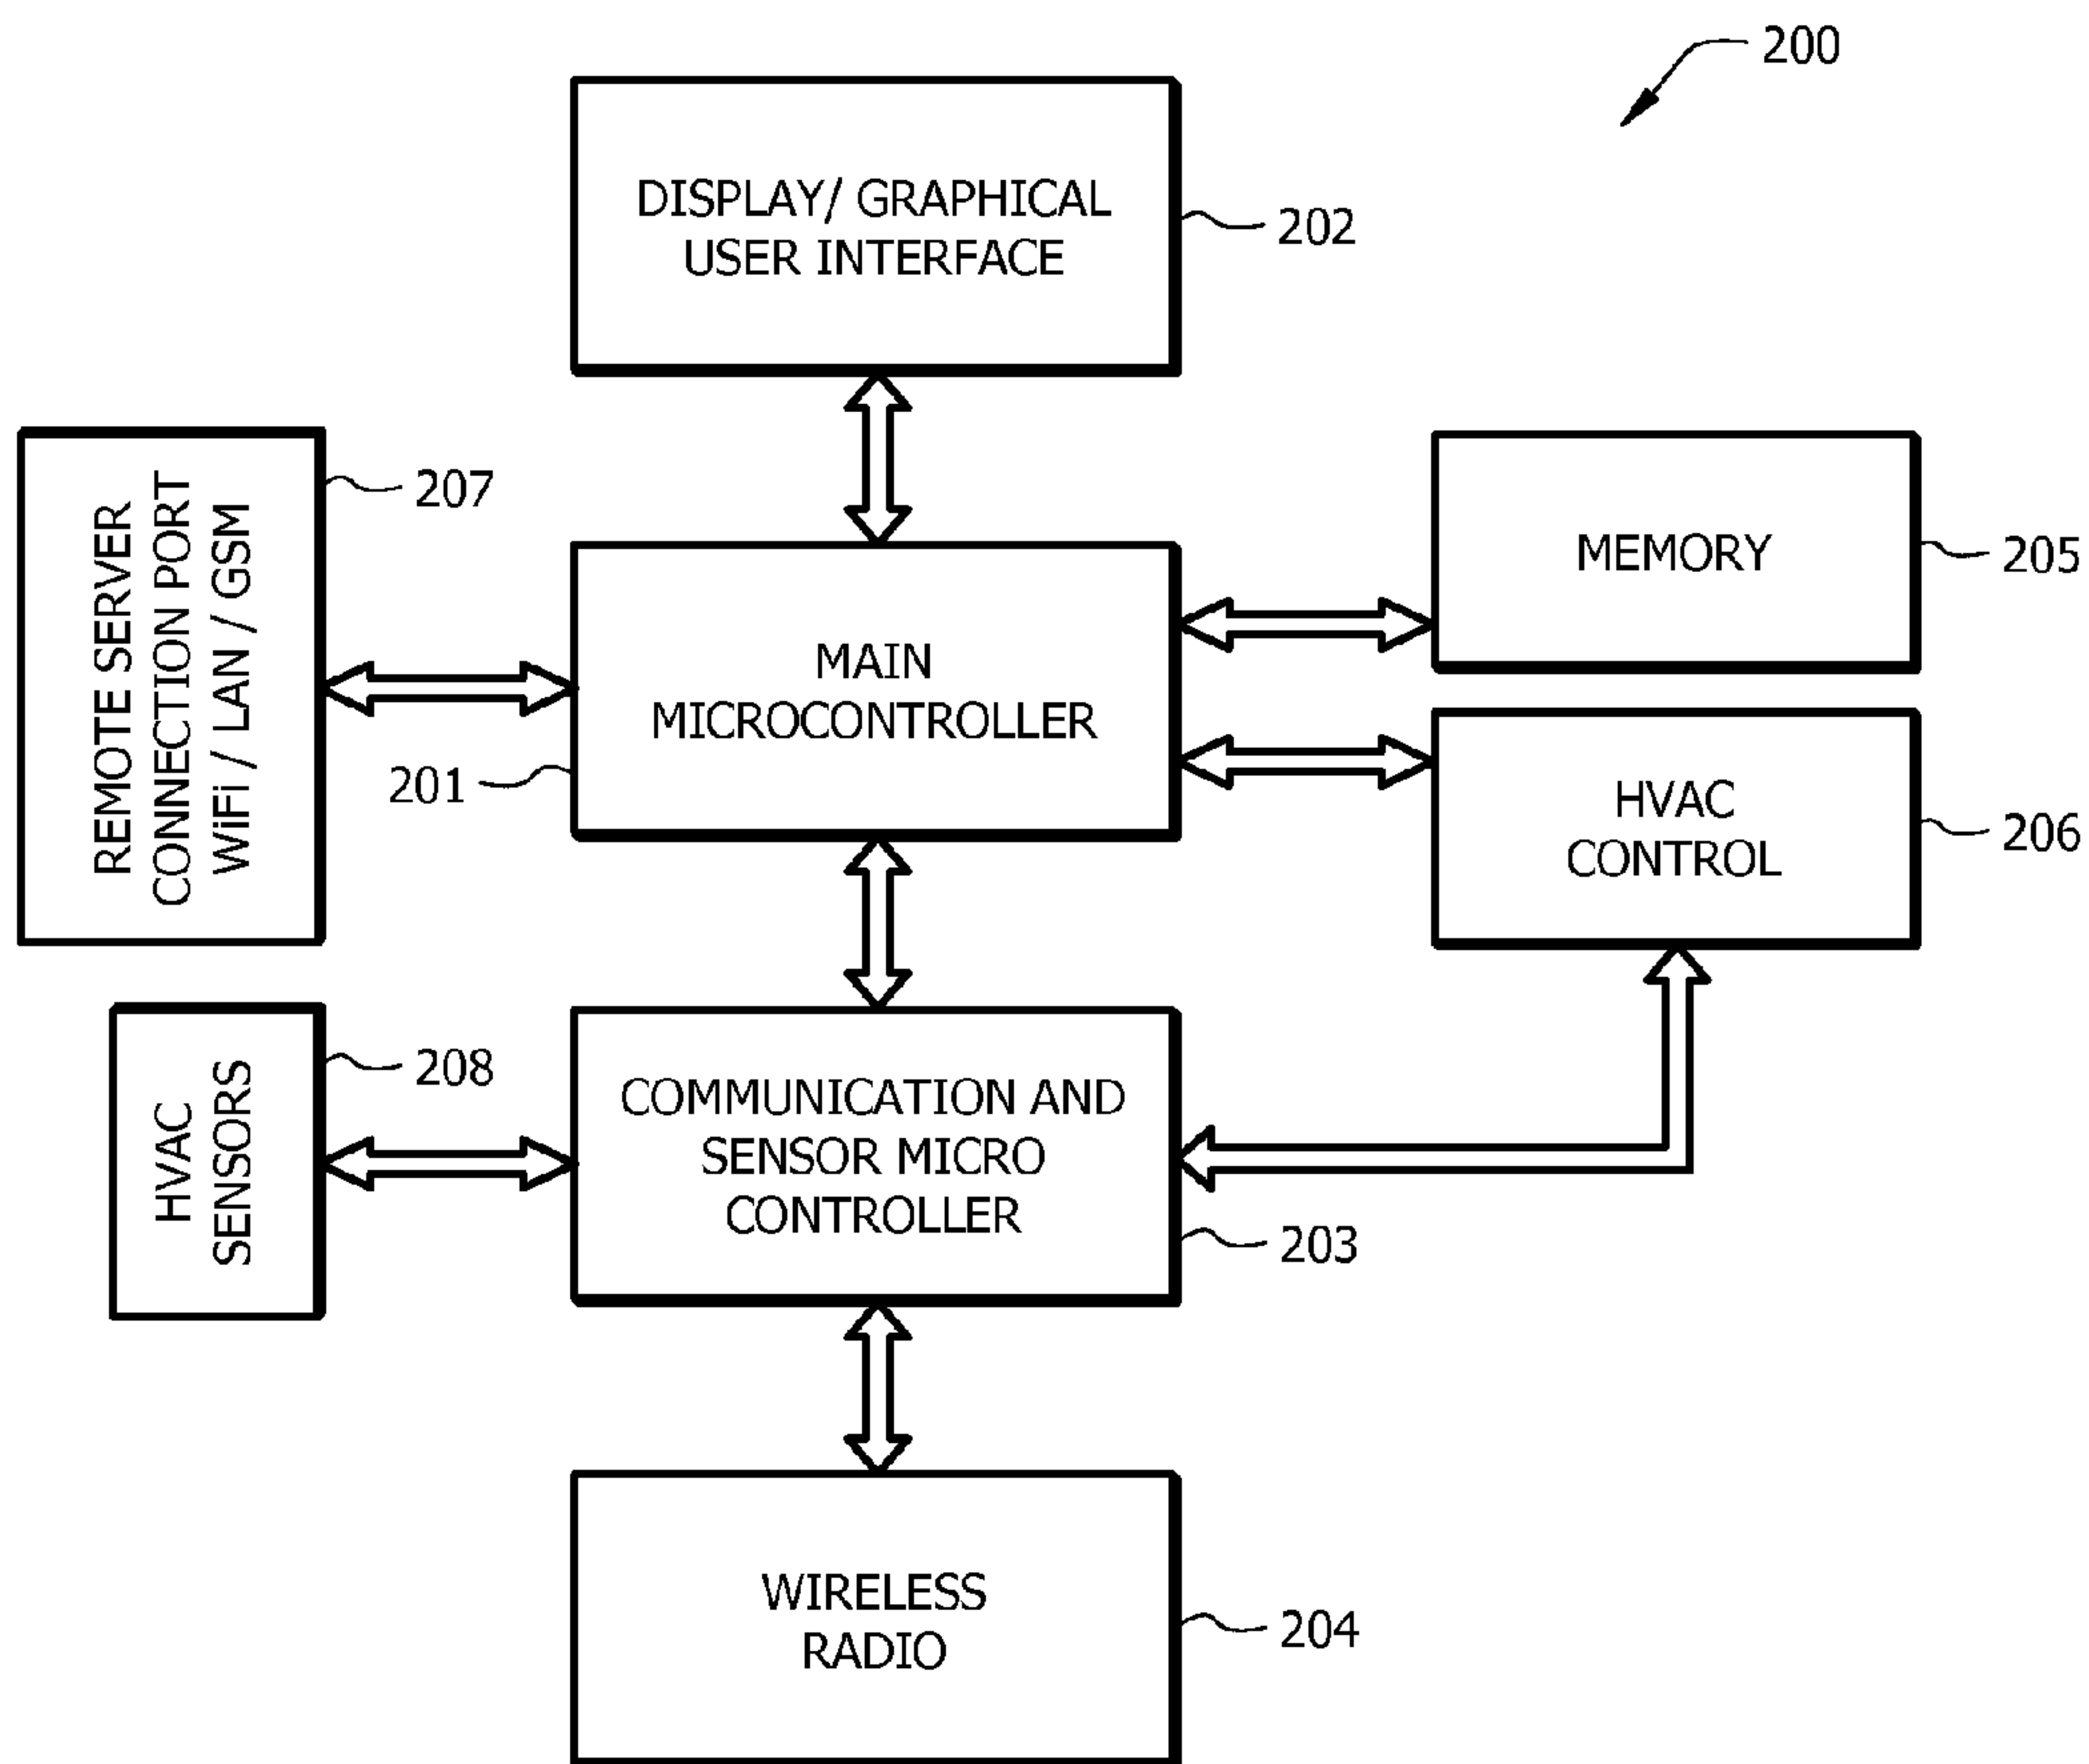 200
DISPLAY/ GRAPHICAL
USER INTERFACE
202
REMOTE SERVER
CONNECTION PORT
WiFi / LAN / GSM
207
MAIN
MICROCONTROLLER
201
MEMORY
205
HVAC
CONTROL
206
HVAC
SENSORS
208
COMMUNICATION AND
SENSOR MICRO
CONTROLLER
203
WIRELESS
RADIO
204